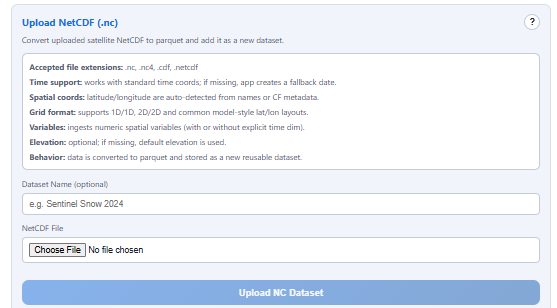 Upload NetCDF (.nc)
?
Convert uploaded satellite NetCDF to parquet and add it as a new dataset.
Accepted file extensions: .nc, .nc4, .cdf, .netcdf
Time support: works with standard time coords; if missing, app creates a fallback date.
Spatial coords: latitude/longitude are auto-detected from names or CF metadata.
Grid format: supports 1D/1D, 2D/2D and common model-style lat/lon layouts.
Variables: ingests numeric spatial variables (with or without explicit time dim).
Elevation: optional; if missing, default elevation is used.
Behavior: data is converted to parquet and stored as a new reusable dataset.
Dataset Name (optional)
e.g. Sentinel Snow 2024
NetCDF File
Choose File No file chosen
Upload NC Dataset